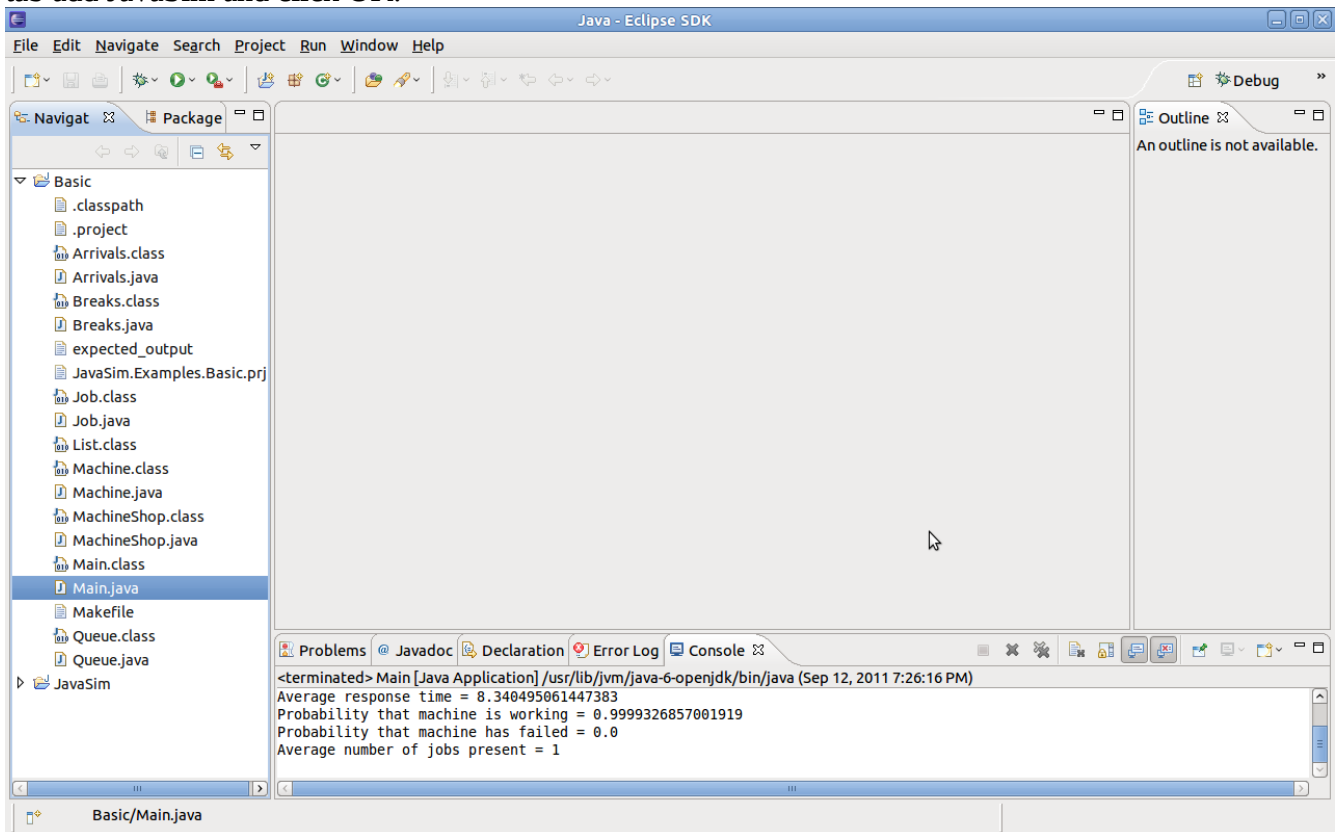 Java - Eclipse SDK
File Edit Navigate Search Project Run Window Help
Debug »
Navigat Package
Outline
An outline is not available.
Basic
.classpath
.project
Arrivals.class
Arrivals.java
Breaks.class
Breaks.java
expected_output
JavaSim.Examples.Basic.prj
Job.class
Job.java
List.class
Machine.class
Machine.java
MachineShop.class
MachineShop.java
Main.class
Main.java
Makefile
Queue.class
Queue.java
JavaSim
Problems @ Javadoc Declaration Error Log Console
<terminated> Main [Java Application] /usr/lib/jvm/java-6-openjdk/bin/java (Sep 12, 2011 7:26:16 PM)
Average response time = 8.340495061447383
Probability that machine is working = 0.9999326857001919
Probability that machine has failed = 0.0
Average number of jobs present = 1
Basic/Main.java